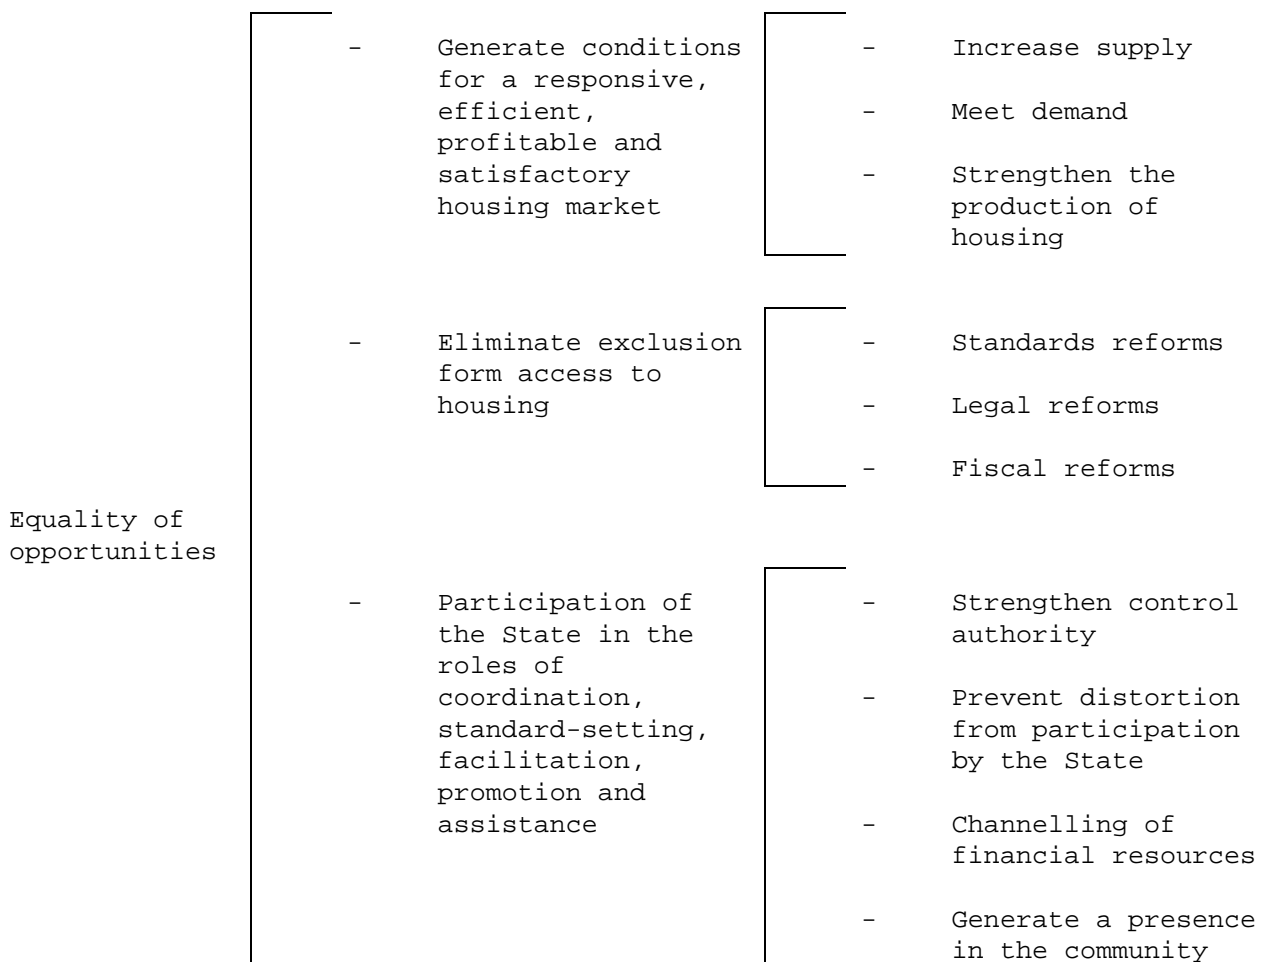 Equality of
opportunities
- Generate conditions
for a responsive,
efficient,
profitable and
satisfactory
housing market
- Increase supply
- Meet demand
- Strengthen the
production of
housing
- Eliminate exclusion
form access to
housing
- Standards reforms
- Legal reforms
- Fiscal reforms
- Participation of
the State in the
roles of
coordination,
standard-setting,
facilitation,
promotion and
assistance
- Strengthen control
authority
- Prevent distortion
from participation
by the State
- Channelling of
financial resources
- Generate a presence
in the community